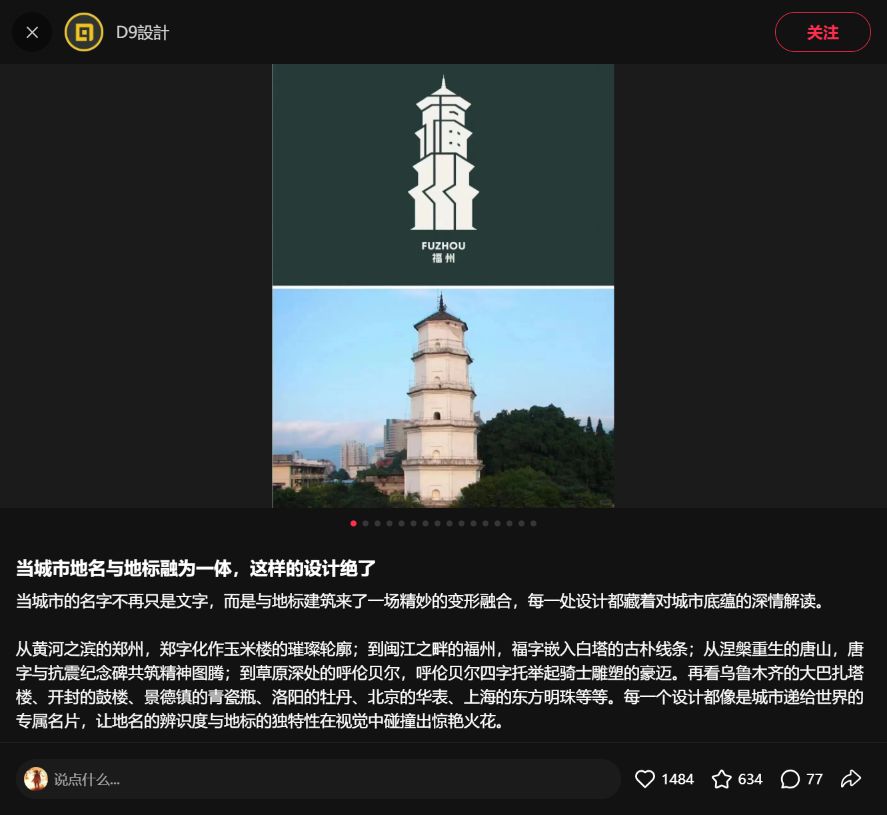 D9設計
关注
福州
FUZHOU
福州
当城市地名与地标融为一体，这样的设计绝了
当城市的名字不再只是文字，而是与地标建筑来了一场精妙的变形融合，每一处设计都藏着对城市底蕴的深情解读。
从黄河之滨的郑州，郑字化作玉米楼的璀璨轮廓；到闽江之畔的福州，福字嵌入白塔的古朴线条；从涅槃重生的唐山，唐
字与抗震纪念碑共筑精神图腾；到草原深处的呼伦贝尔，呼伦贝尔四字托举起骑士雕塑的豪迈。再看乌鲁木齐的大巴扎塔
楼、开封的鼓楼、景德镇的青瓷瓶、洛阳的牡丹、北京的华表、上海的东方明珠等等。每一个设计都像是城市递给世界的
专属名片，让地名的辨识度与地标的独特性在视觉中碰撞出惊艳火花。
说点什么...
1484
634
77